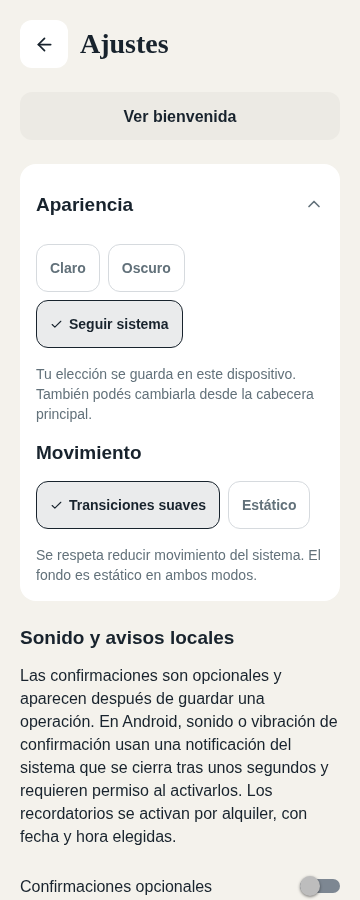 Ajustes
Ver bienvenida
Apariencia
Claro
Oscuro
Seguir sistema
Tu elección se guarda en este dispositivo.
También podés cambiarla desde la cabecera
principal.
Movimiento
Transiciones suaves
Estático
Se respeta reducir movimiento del sistema. El
fondo es estático en ambos modos.
Sonido y avisos locales
Las confirmaciones son opcionales y
aparecen después de guardar una
operación. En Android, sonido o vibración de
confirmación usan una notificación del
sistema que se cierra tras unos segundos y
requieren permiso al activarlos. Los
recordatorios se activan por alquiler, con
fecha y hora elegidas.
Confirmaciones opcionales